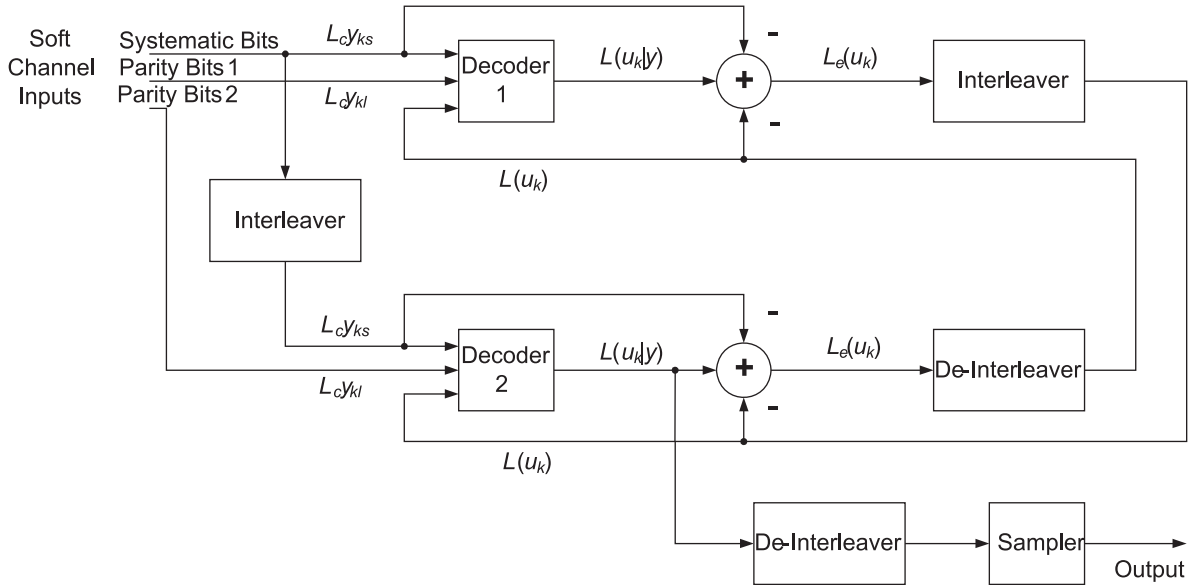 Soft
Channel
Inputs
Systematic Bits
Parity Bits 1
Parity Bits 2
L_c y_ks
L_c y_kl
Decoder
1
L(u_k|y)
-
+
-
L_e(u_k)
Interleaver
L(u_k)
Interleaver
L_c y_ks
L_c y_kl
Decoder
2
L(u_k|y)
-
+
-
L_e(u_k)
De-Interleaver
L(u_k)
De-Interleaver
Sampler
Output